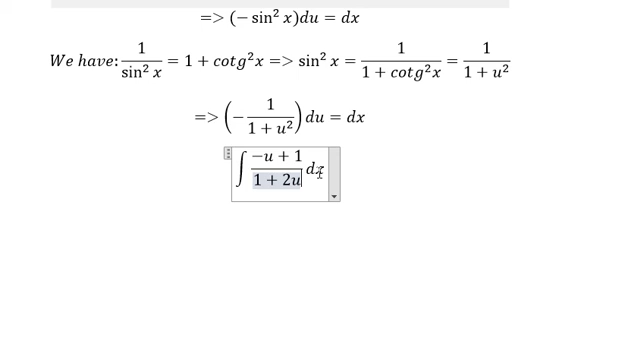 => (− sin² x)du = dx
We have: 1/sin² x = 1 + cotg²x => sin² x = 1/(1 + cotg²x) = 1/(1 + u²)
=> (− 1/(1 + u²)) du = dx
∫ (−u + 1)/(1 + 2u) dx